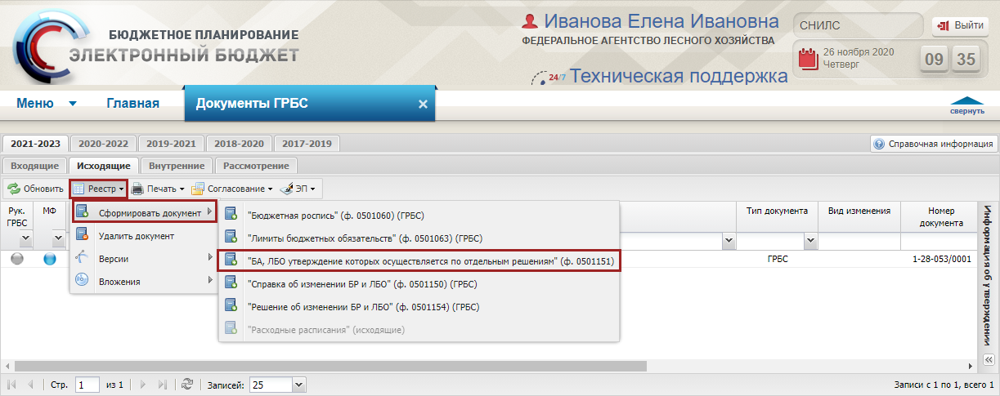 БЮДЖЕТНОЕ ПЛАНИРОВАНИЕ
ЭЛЕКТРОННЫЙ БЮДЖЕТ
Иванова Елена Ивановна
ФЕДЕРАЛЬНОЕ АГЕНТСТВО ЛЕСНОГО ХОЗЯЙСТВА
24/7 Техническая поддержка
СНИЛС
Выйти
26 ноября 2020
Четверг
09 35
Меню
Главная
Документы ГРБС
свернуть
2021-2023 2020-2022 2019-2021 2018-2020 2017-2019
Справочная информация
Входящие Исходящие Внутренние Рассмотрение
Обновить Реестр Печать Согласование ЭП
Рук. ГРБС
МФ
Тип документа
Вид изменения
Номер документа
Сформировать документ
Удалить документ
Версии
Вложения
"Бюджетная роспись" (ф. 0501060) (ГРБС)
"Лимиты бюджетных обязательств" (ф. 0501063) (ГРБС)
"БА, ЛБО утверждение которых осуществляется по отдельным решениям" (ф. 0501151)
"Справка об изменении БР и ЛБО" (ф. 0501150) (ГРБС)
"Решение об изменении БР и ЛБО" (ф. 0501154) (ГРБС)
"Расходные расписания" (исходящие)
ГРБС
1-28-053/0001
Информация об утверждении
Стр. 1 из 1
Записей: 25
Записи с 1 по 1, всего 1